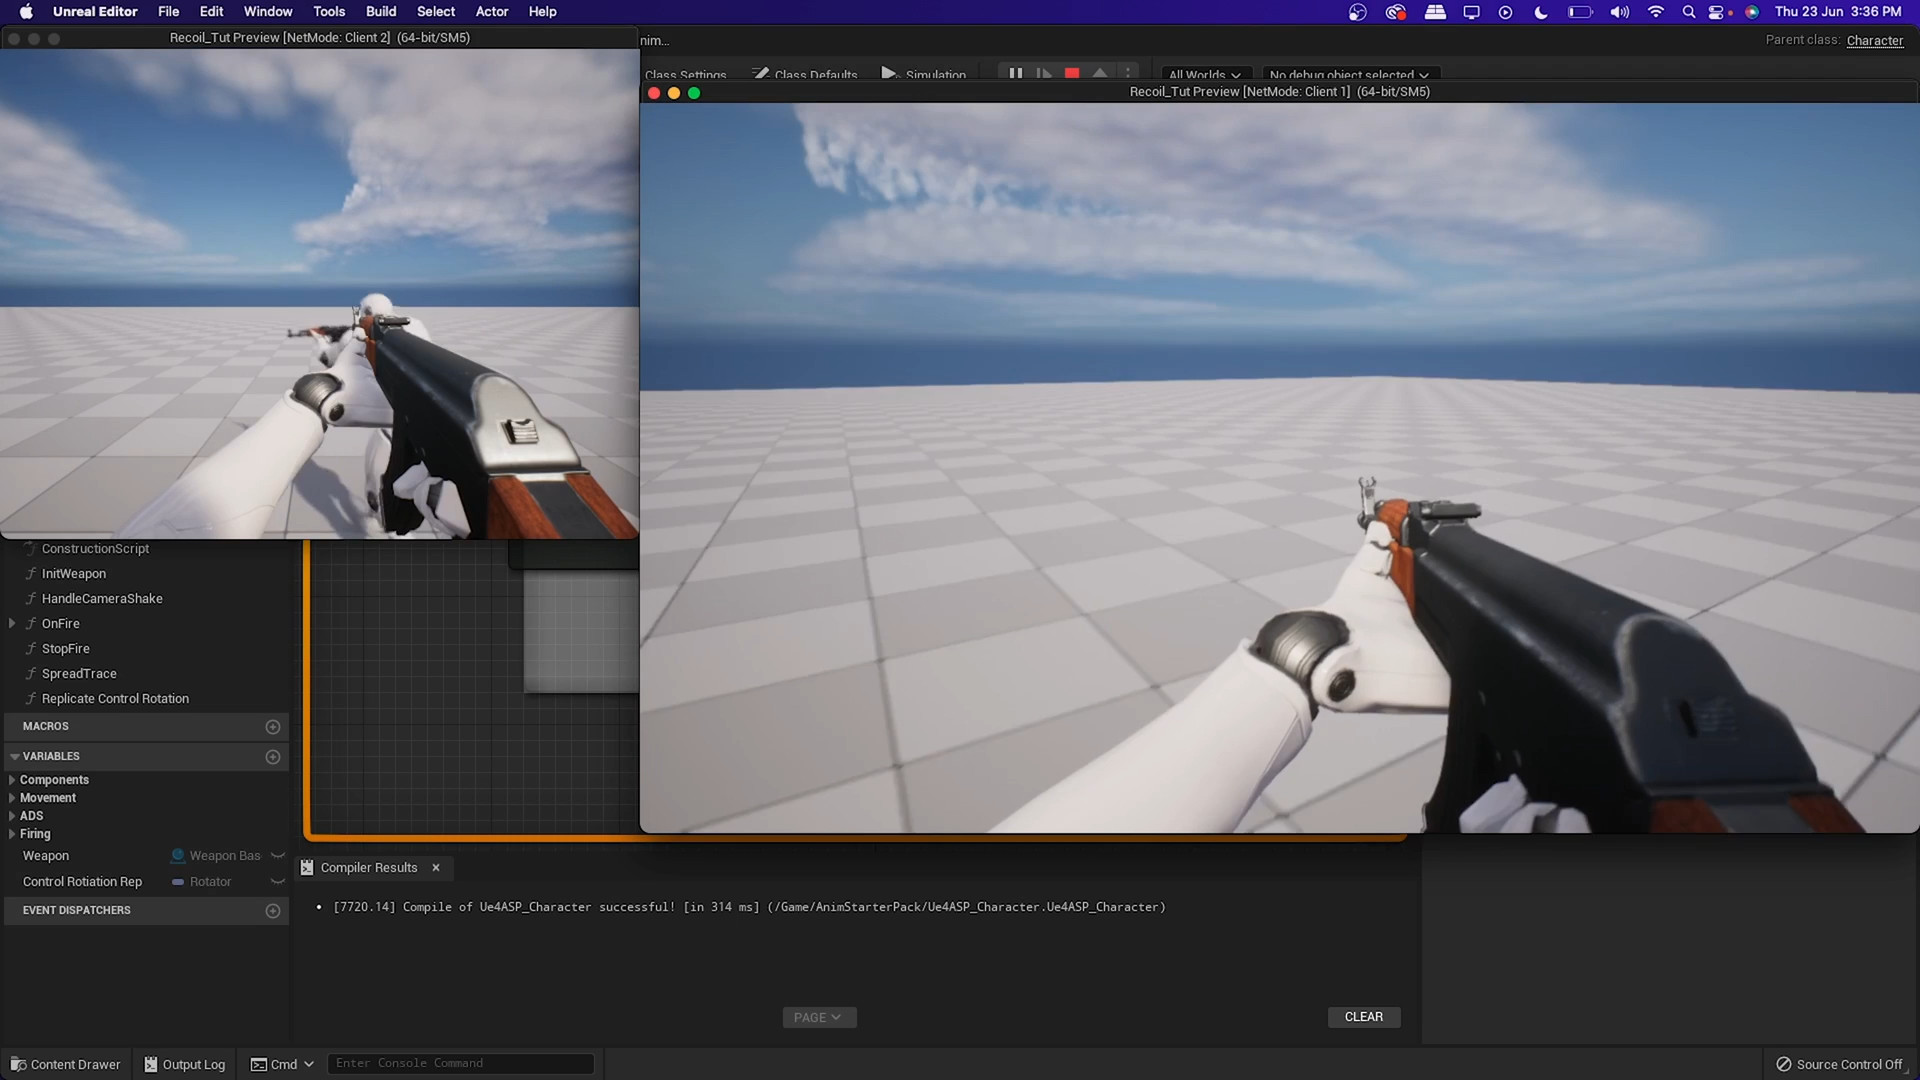 Unreal Editor File Edit Window Tools Build Select Actor Help Thu 23 Jun 3:36 PM
Recoil_Tut Preview [NetMode: Client 2] (64-bit/SM5)
nim...
Parent class: Character
Class Settings Class Defaults Simulation All Worlds No debug object selected
Recoil_Tut Preview [NetMode: Client 1] (64-bit/SM5)
ConstructionScript
InitWeapon
HandleCameraShake
OnFire
StopFire
SpreadTrace
Replicate Control Rotation
MACROS
VARIABLES
Components
Movement
ADS
Firing
Weapon Weapon Bas
Control Rotiation Rep Rotator
EVENT DISPATCHERS
Compiler Results
[7720.14] Compile of Ue4ASP_Character successful! [in 314 ms] (/Game/AnimStarterPack/Ue4ASP_Character.Ue4ASP_Character)
PAGE
CLEAR
Content Drawer Output Log Cmd Enter Console Command Source Control Off